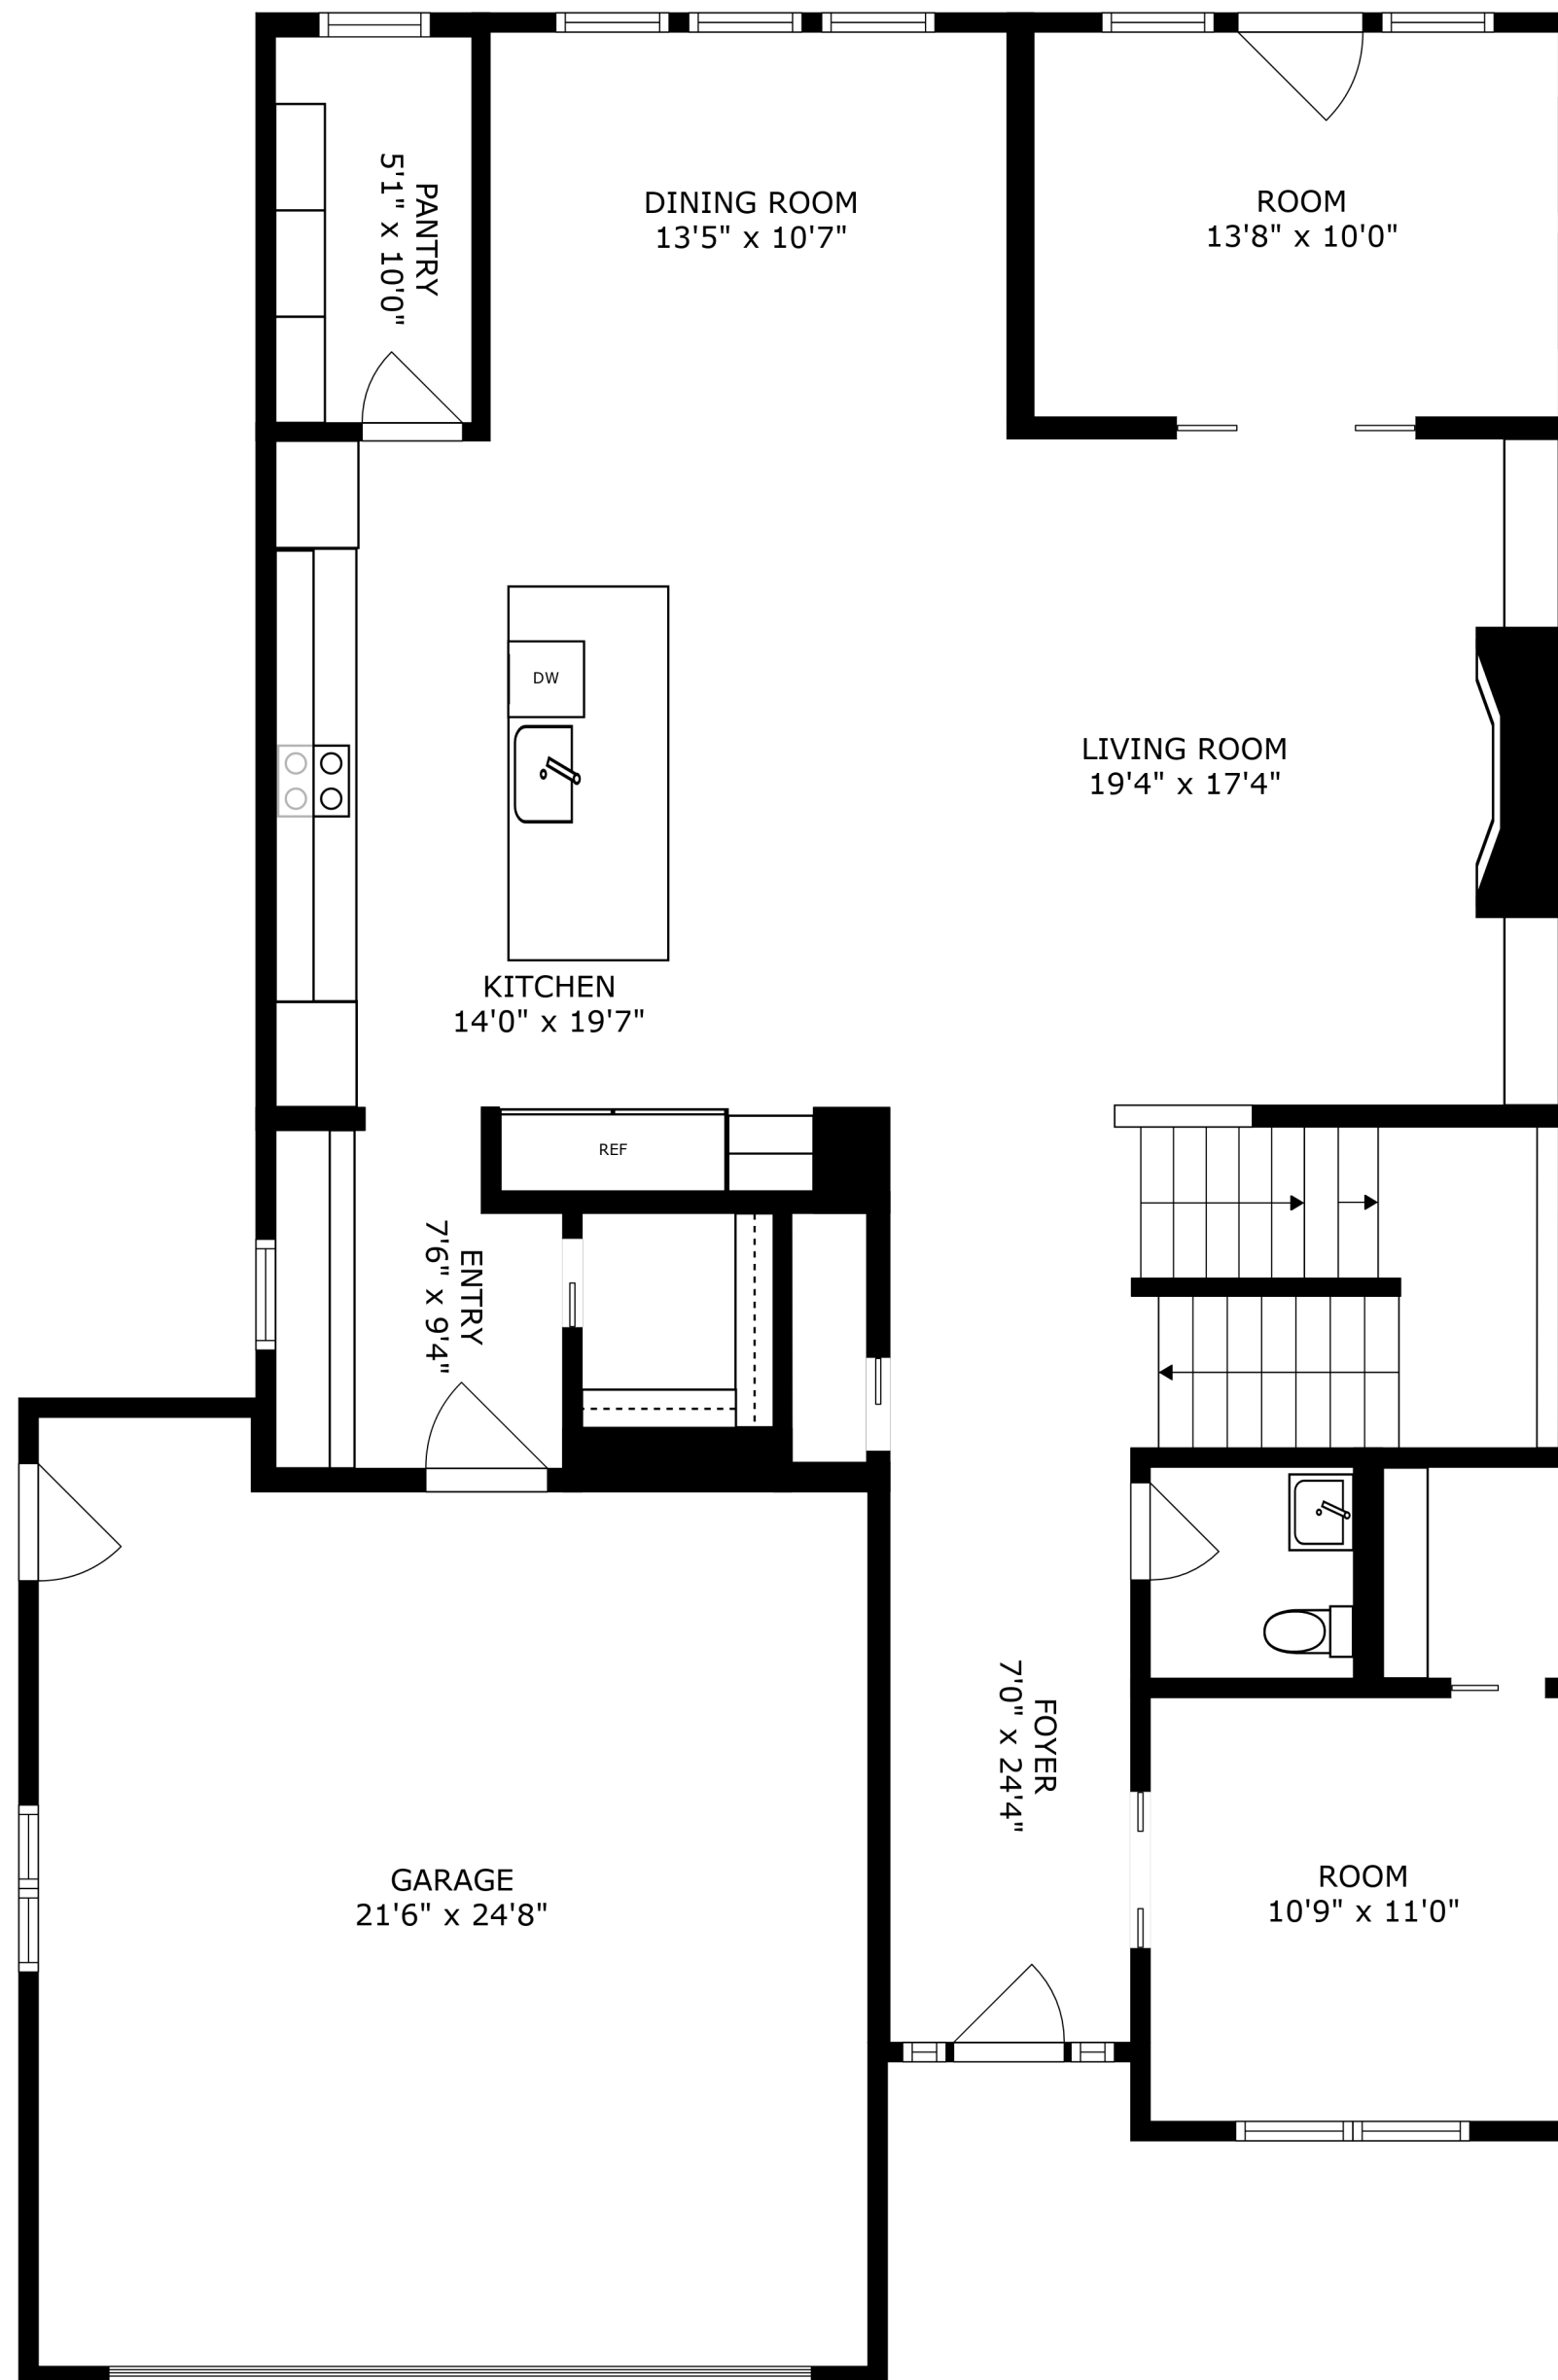 PANTRY
5'1" x 10'0"
DINING ROOM
13'5" x 10'7"
ROOM
13'8" x 10'0"
DW
LIVING ROOM
19'4" x 17'4"
KITCHEN
14'0" x 19'7"
REF
ENTRY
7'6" x 9'4"
FOYER
7'0" x 24'4"
GARAGE
21'6" x 24'8"
ROOM
10'9" x 11'0"